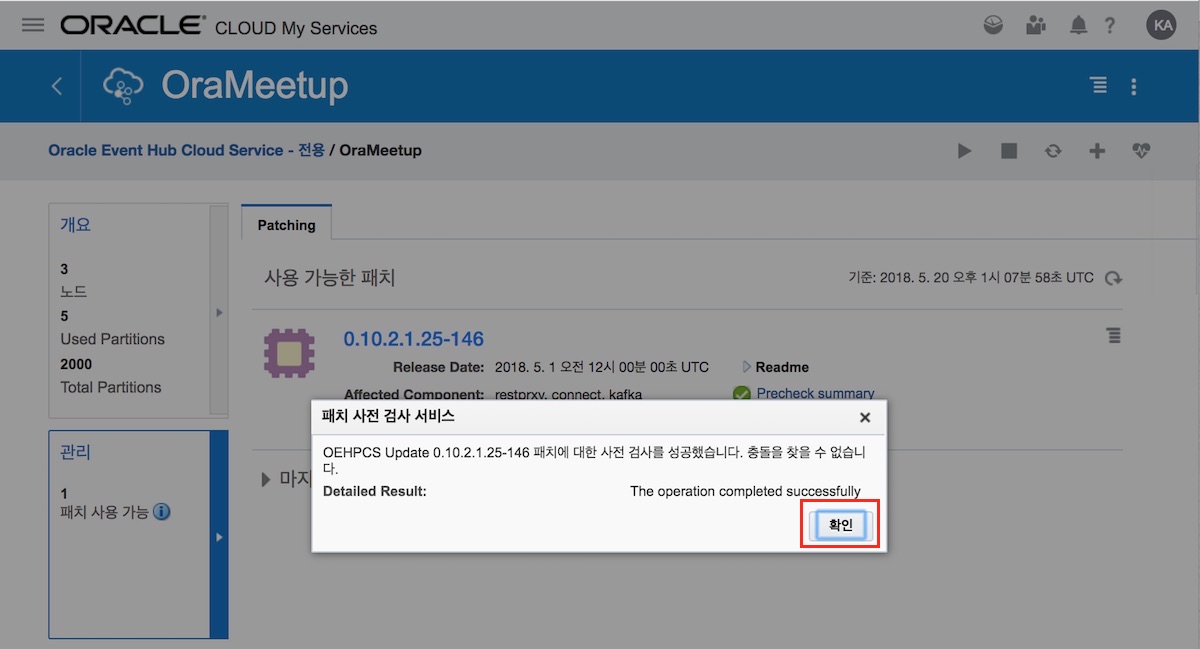 ORACLE® CLOUD My Services
? KA
OraMeetup
Oracle Event Hub Cloud Service - 전용 / OraMeetup
개요
3
노드
5
Used Partitions
2000
Total Partitions
관리
1
패치 사용 가능 i
Patching
사용 가능한 패치
기준: 2018. 5. 20 오후 1시 07분 58초 UTC
0.10.2.1.25-146
Release Date: 2018. 5. 1 오전 12시 00분 00초 UTC
Readme
Affected Component: restprxy, connect, kafka
Precheck summary
마지
패치 사전 검사 서비스
OEHPCS Update 0.10.2.1.25-146 패치에 대한 사전 검사를 성공했습니다. 충돌을 찾을 수 없습니
다.
Detailed Result: The operation completed successfully
확인